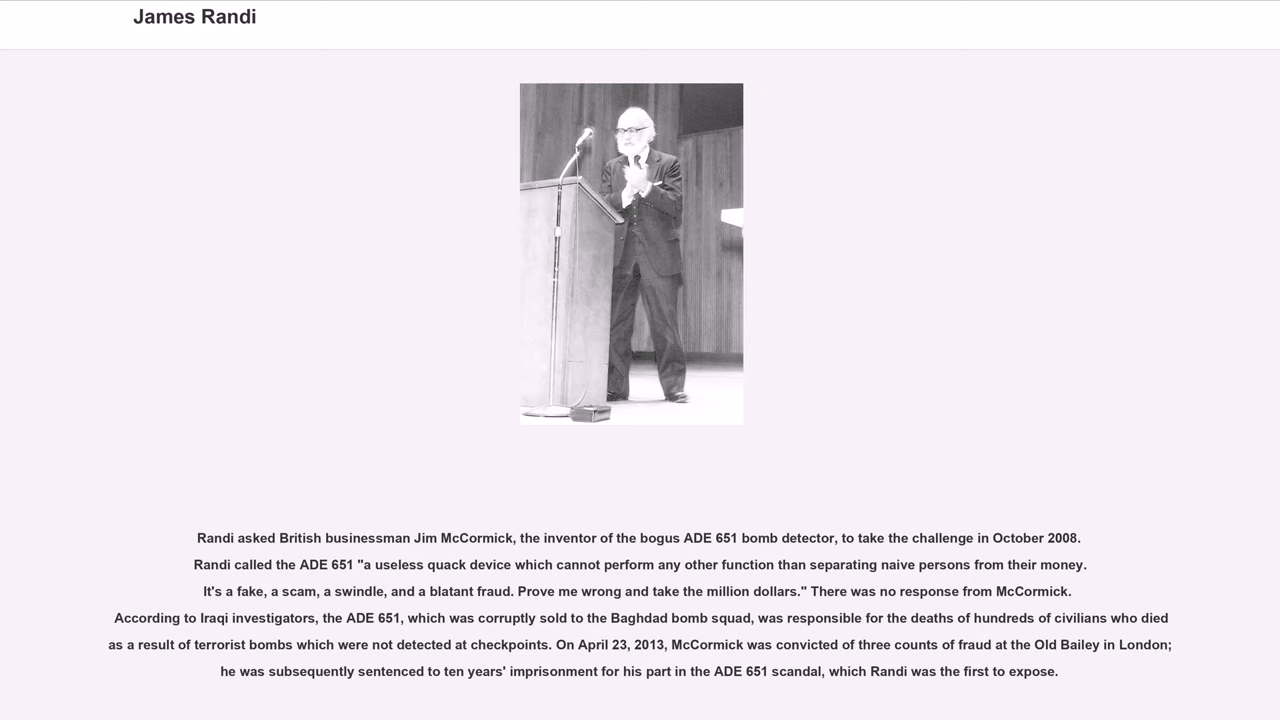 James Randi
Randi asked British businessman Jim McCormick, the inventor of the bogus ADE 651 bomb detector, to take the challenge in October 2008.
Randi called the ADE 651 "a useless quack device which cannot perform any other function than separating naive persons from their money.
It's a fake, a scam, a swindle, and a blatant fraud. Prove me wrong and take the million dollars." There was no response from McCormick.
According to Iraqi investigators, the ADE 651, which was corruptly sold to the Baghdad bomb squad, was responsible for the deaths of hundreds of civilians who died
as a result of terrorist bombs which were not detected at checkpoints. On April 23, 2013, McCormick was convicted of three counts of fraud at the Old Bailey in London;
he was subsequently sentenced to ten years' imprisonment for his part in the ADE 651 scandal, which Randi was the first to expose.